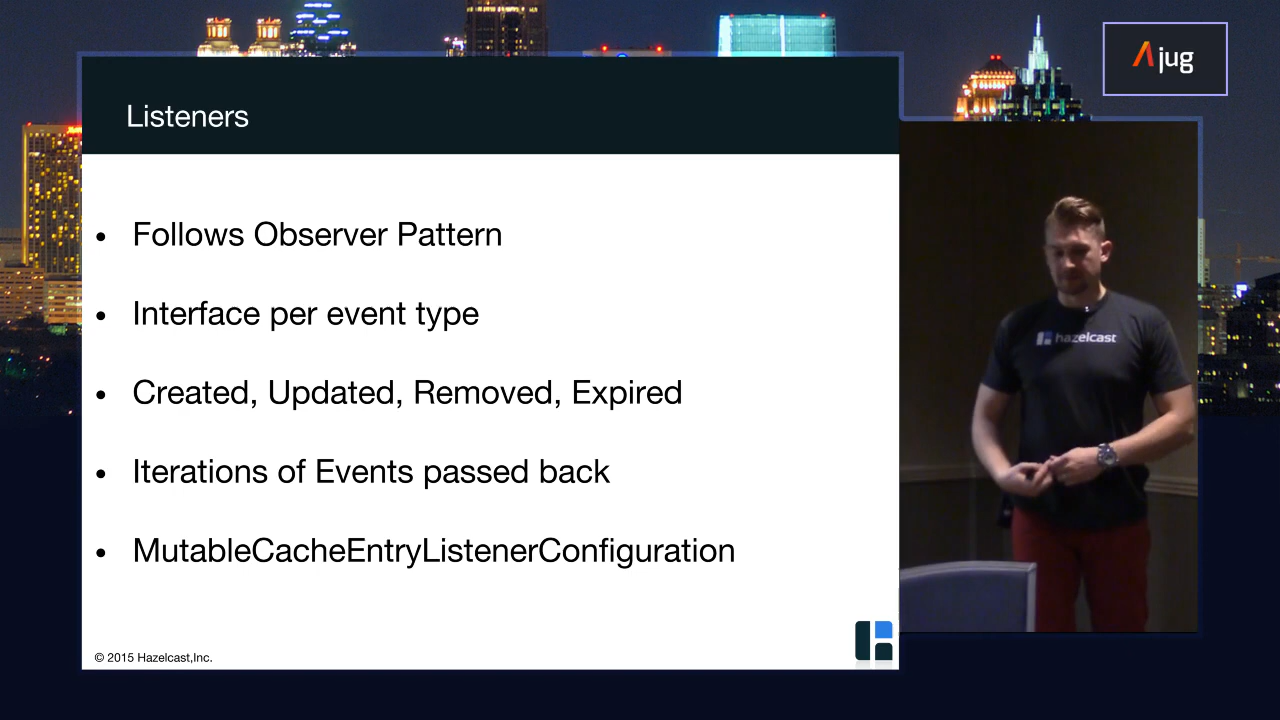 Listeners
Follows Observer Pattern
Interface per event type
Created, Updated, Removed, Expired
Iterations of Events passed back
MutableCacheEntryListenerConfiguration
© 2015 Hazelcast,Inc.
jug
hazelcast